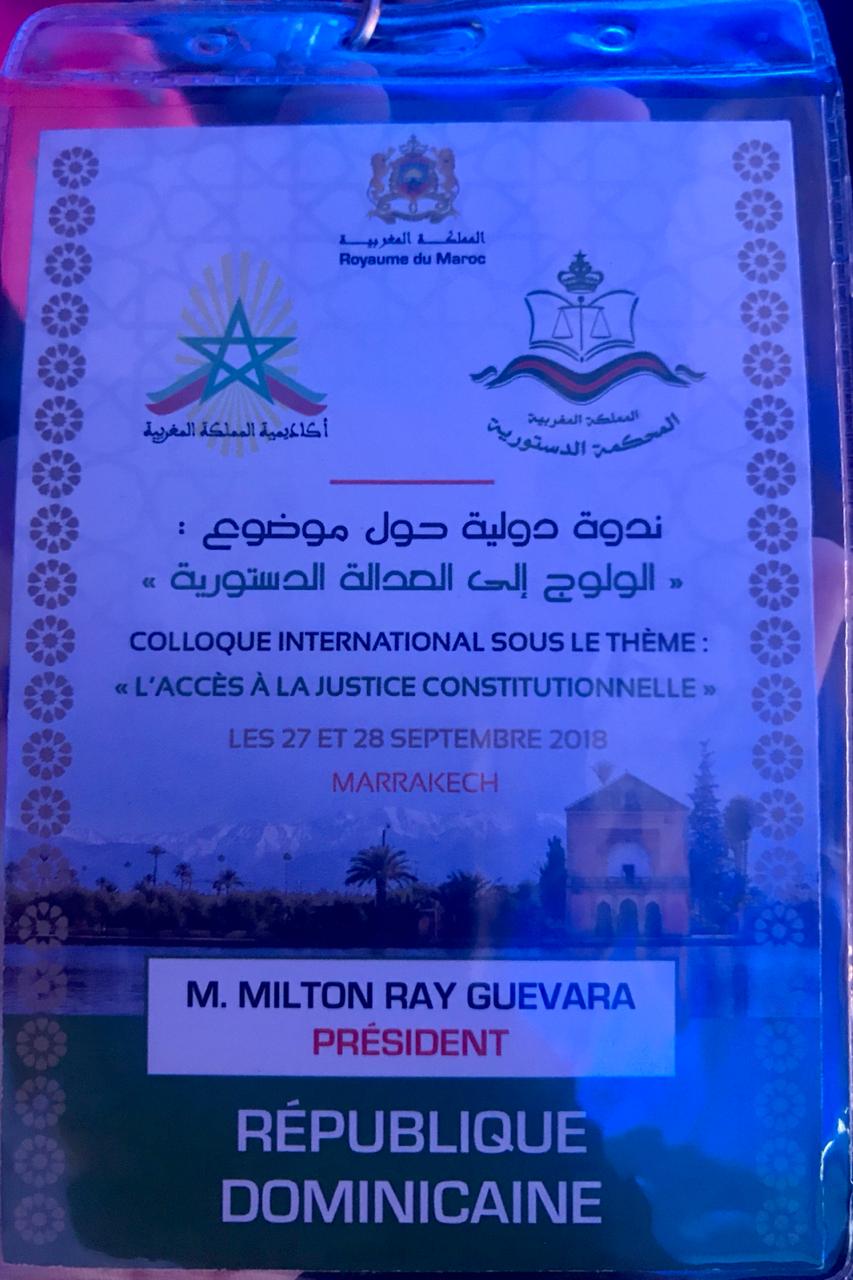 المملكة المغربية
Royaume du Maroc
أكاديمية المملكة المغربية
المملكة المغربية
المحكمة الدستورية
ندوة دولية حول موضوع :
« الولوج إلى العدالة الدستورية »
COLLOQUE INTERNATIONAL SOUS LE THÈME :
« L'ACCÈS À LA JUSTICE CONSTITUTIONNELLE »
LES 27 ET 28 SEPTEMBRE 2018
MARRAKECH
M. MILTON RAY GUEVARA
PRÉSIDENT
RÉPUBLIQUE
DOMINICAINE